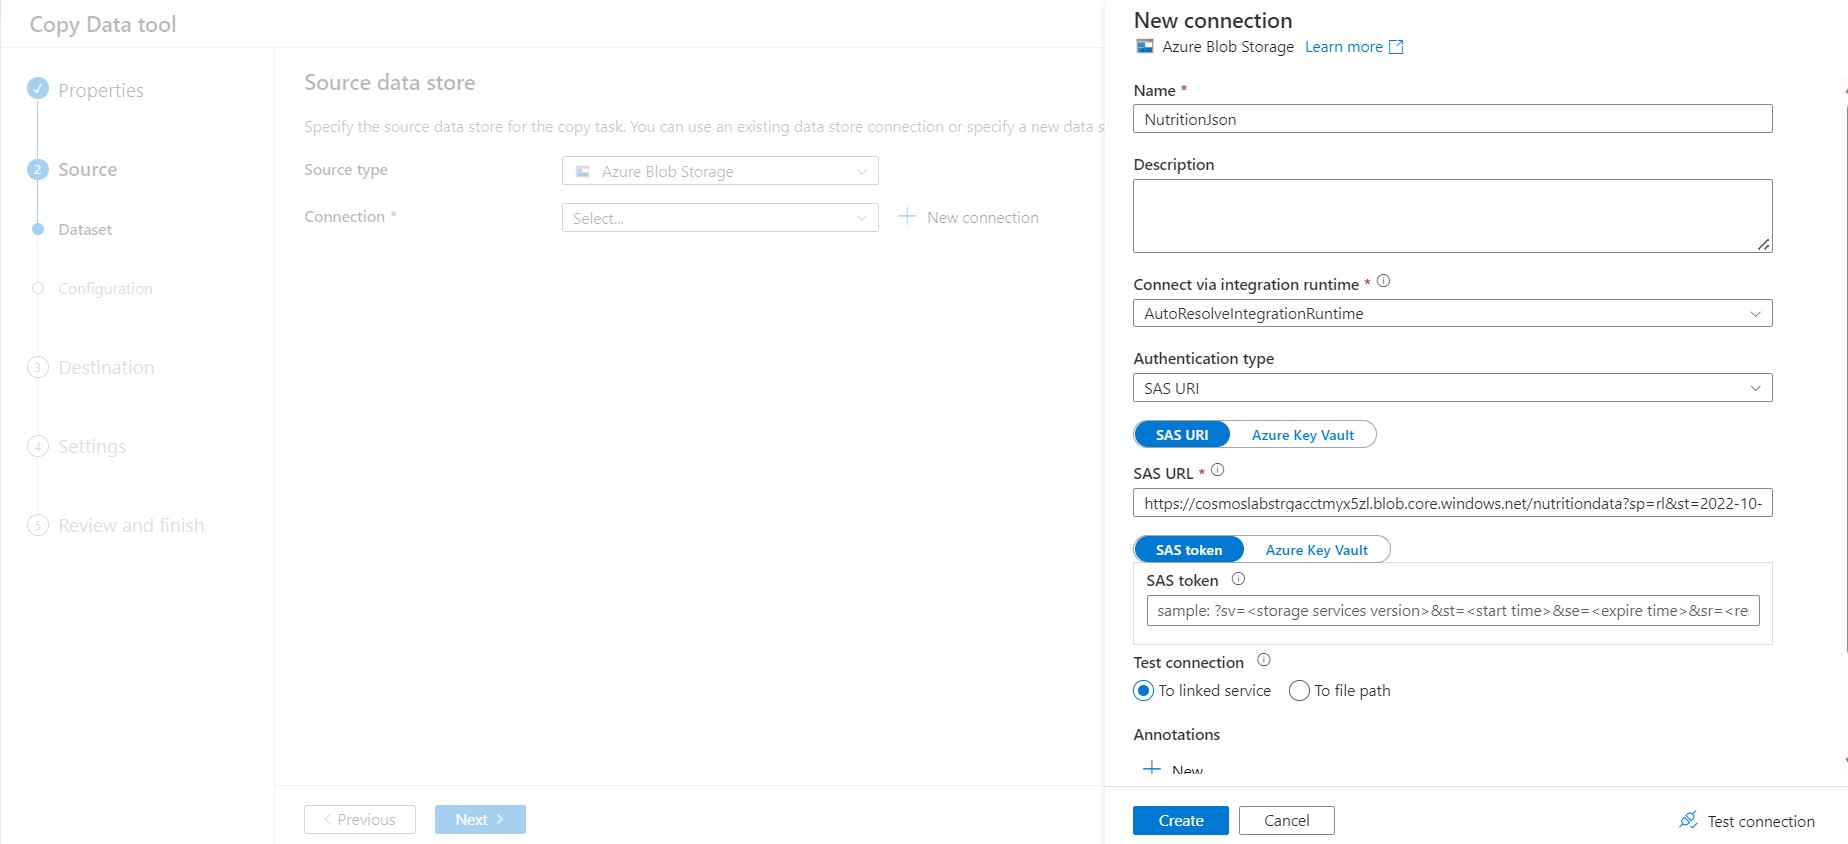 Copy Data tool
Properties
2 Source
Dataset
Configuration
3 Destination
4 Settings
5 Review and finish
Source data store
Specify the source data store for the copy task. You can use an existing data store connection or specify a new data s
Source type
Azure Blob Storage
Connection *
Select...
New connection
Previous
Next
New connection
Azure Blob Storage Learn more
Name *
NutritionJson
Description
Connect via integration runtime *
AutoResolveIntegrationRuntime
Authentication type
SAS URI
SAS URI Azure Key Vault
SAS URL *
https://cosmoslabstrgacctmyx5zl.blob.core.windows.net/nutritiondata?sp=rl&st=2022-10-
SAS token Azure Key Vault
SAS token
sample: ?sv=<storage services version>&st=<start time>&se=<expire time>&sr=<re
Test connection
To linked service To file path
Annotations
New
Create Cancel Test connection